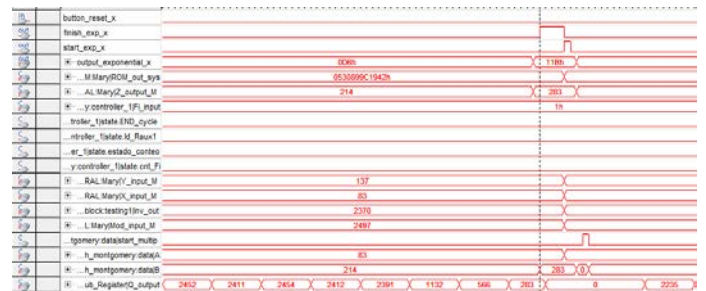 button_reset_x
finish_exp_x
start_exp_x
output_exponential_x 0D6h 11Bh
...M:Mary|ROM_out_sys 0530899C1942h
...AL:Mary|Z_output_M 214 283
...y:controller_1|Fi_input 1h
...troller_1|state.END_cycle
...ntroller_1|state.ld_Raux1
...er_1|state.estado_conteo
...y:controller_1|state.cnt_Fi
...RAL:Mary|Y_input_M 137
...RAL:Mary|X_input_M 83
...block:testing1|Inv_out 2370
...L:Mary|Mod_input_M 2497
...tgomery:data|start_multip
...h_montgomery:data|A 83
...h_montgomery:data|B 214 283 0
...ub_Register|Q_output 2452 2411 2454 2412 2391 1132 566 283 0 2235